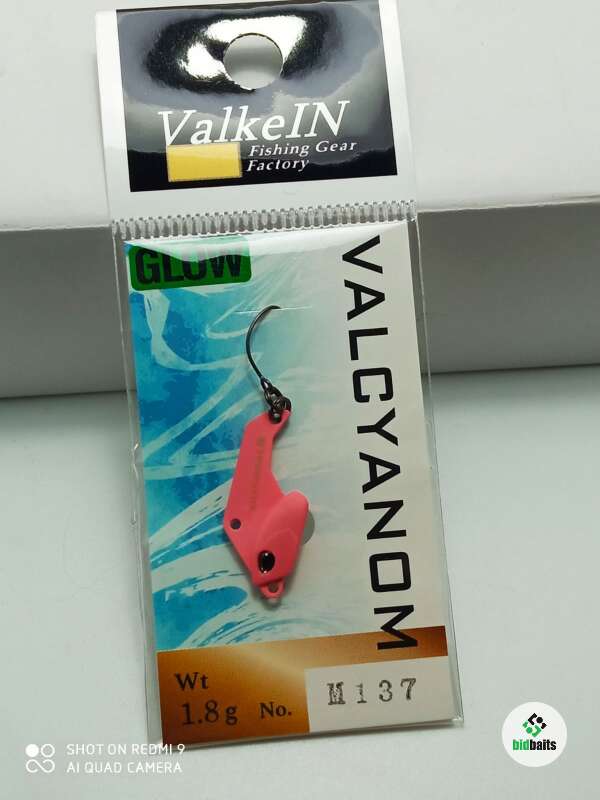 ValkeIN
Fishing Gear
Factory
GLOW
VALCYANOM
Wt
1.8g No. M137
SHOT ON REDMI 9
AI QUAD CAMERA
bidbaits